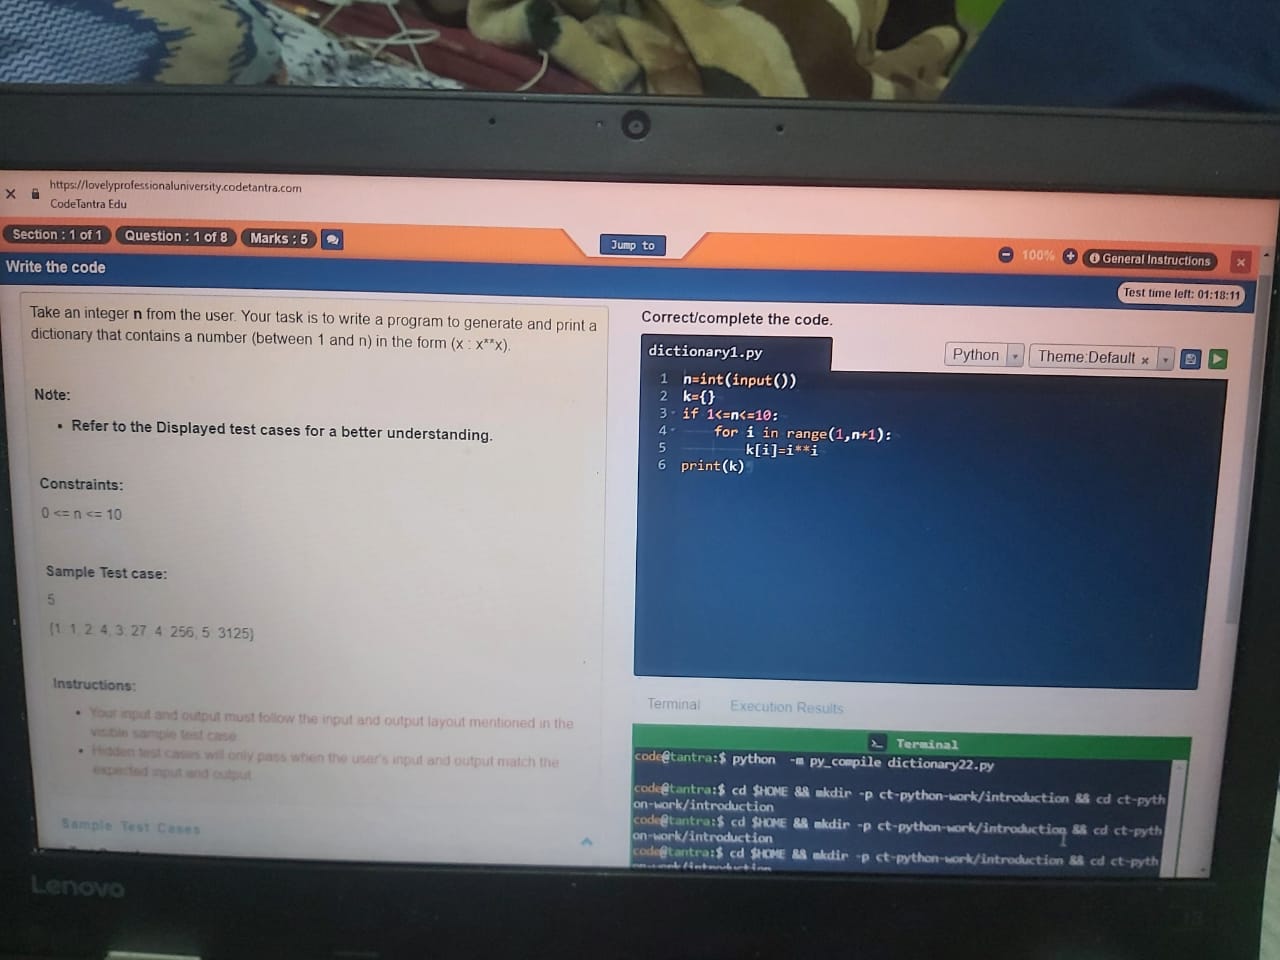 https://lovelyprofessionaluniversity.codetantra.com
CodeTantra Edu
Section : 1 of 1 Question : 1 of 8 Marks : 5
Jump to
100% General Instructions
Write the code
Test time left: 01:18:11
Take an integer n from the user. Your task is to write a program to generate and print a
dictionary that contains a number (between 1 and n) in the form (x : x**x).
Note:
• Refer to the Displayed test cases for a better understanding.
Constraints:
0 <= n <= 10
Sample Test case:
5
{1: 1, 2: 4, 3: 27, 4: 256, 5: 3125}
Instructions:
• Your input and output must follow the input and output layout mentioned in the
visible sample test case.
• Hidden test cases will only pass when the user's input and output match the
expected input and output.
Sample Test Cases
Correct/complete the code.
dictionary1.py
Python Theme:Default
1 n=int(input())
2 k={}
3 if 1<=n<=10:
4 for i in range(1,n+1):
5 k[i]=i**i
6 print(k)
Terminal Execution Results
>_ Terminal
code@tantra:$ python -m py_compile dictionary22.py
code@tantra:$ cd $HOME && mkdir -p ct-python-work/introduction && cd ct-pyth
on-work/introduction
code@tantra:$ cd $HOME && mkdir -p ct-python-work/introduction && cd ct-pyth
on-work/introduction
code@tantra:$ cd $HOME && mkdir -p ct-python-work/introduction && cd ct-pyth
on-work/introduction
Lenovo